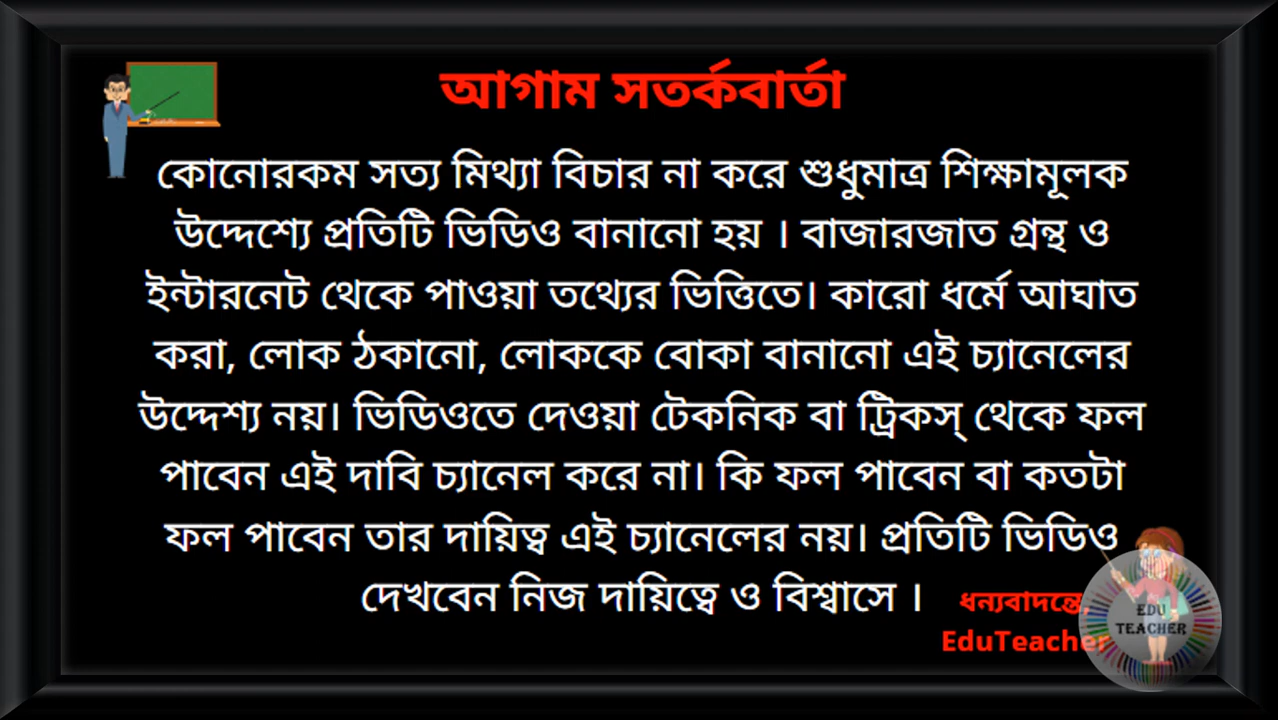 আগাম সতর্কবার্তা
কোনোরকম সত্য মিথ্যা বিচার না করে শুধুমাত্র শিক্ষামূলক
উদ্দেশ্যে প্রতিটি ভিডিও বানানো হয় । বাজারজাত গ্রন্থ ও
ইন্টারনেট থেকে পাওয়া তথ্যের ভিত্তিতে। কারো ধর্মে আঘাত
করা, লোক ঠকানো, লোককে বোকা বানানো এই চ্যানেলের
উদ্দেশ্য নয়। ভিডিওতে দেওয়া টেকনিক বা ট্রিকস্ থেকে ফল
পাবেন এই দাবি চ্যানেল করে না। কি ফল পাবেন বা কতটা
ফল পাবেন তার দায়িত্ব এই চ্যানেলের নয়। প্রতিটি ভিডিও
দেখবেন নিজ দায়িত্বে ও বিশ্বাসে ।
ধন্যবাদন্তে,
EduTeacher
EDU
TEACHER